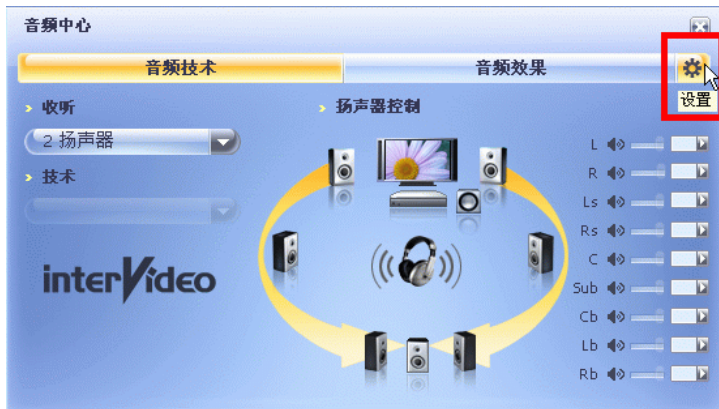 音频中心
音频技术
音频效果
设置
收听
2 扬声器
技术
interVideo
扬声器控制
L
R
Ls
Rs
C
Sub
Cb
Lb
Rb